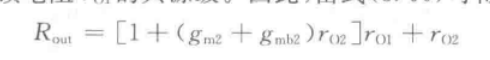 R_out = [1 + (g_m2 + g_mb2)r_O2]r_O1 + r_O2